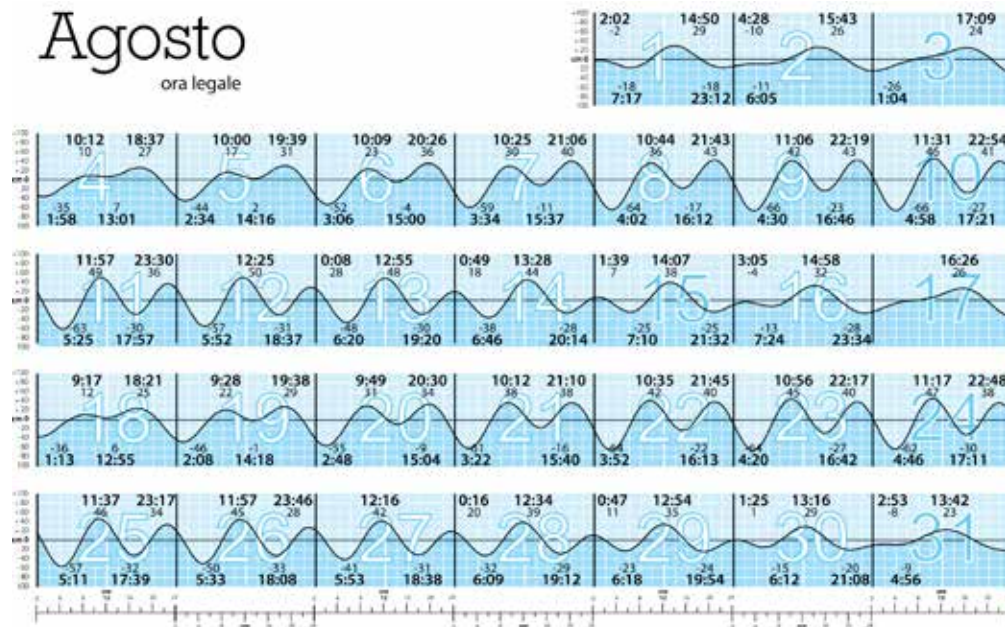 Agosto
ora legale
2:02 14:50 4:28 15:43 17:09
-2 29 -10 26 24
1 2 3
-18 -18 -11 -26
7:17 23:12 6:05 1:04
10:12 18:37 10:00 19:39 10:09 20:26 10:25 21:06 10:44 21:43 11:06 22:19 11:31 22:54
10 27 17 31 23 36 30 40 36 43 42 43 46 41
4 5 6 7 8 9 10
-35 7 -44 2 -52 -4 -59 -11 -64 -17 -66 -23 -66 -27
1:58 13:01 2:34 14:16 3:06 15:00 3:34 15:37 4:02 16:12 4:30 16:46 4:58 17:21
11:57 23:30 12:25 0:08 12:55 0:49 13:28 1:39 14:07 3:05 14:58 16:26
49 36 50 28 48 18 44 7 38 -4 32 26
11 12 13 14 15 16 17
-63 -30 -57 -31 -48 -30 -38 -28 -25 -25 -13 -28
5:25 17:57 5:52 18:37 6:20 19:20 6:46 20:14 7:10 21:32 7:24 23:34
9:17 18:21 9:28 19:38 9:49 20:30 10:12 21:10 10:35 21:45 10:56 22:17 11:17 22:48
12 25 22 29 31 34 38 38 42 40 45 40 47 38
18 19 20 21 22 23 24
-36 6 -46 -1 -55 -9 -61 -16 -64 -22 -64 -27 -62 -30
1:13 12:55 2:08 14:18 2:48 15:04 3:22 15:40 3:52 16:13 4:20 16:42 4:46 17:11
11:37 23:17 11:57 23:46 12:16 0:16 12:34 0:47 12:54 1:25 13:16 2:53 13:42
46 34 45 28 42 20 39 11 35 1 29 -8 23
25 26 27 28 29 30 31
-57 -32 -50 -33 -41 -31 -32 -29 -23 -24 -15 -20 -9
5:11 17:39 5:33 18:08 5:53 18:38 6:09 19:12 6:18 19:54 6:12 21:08 4:56